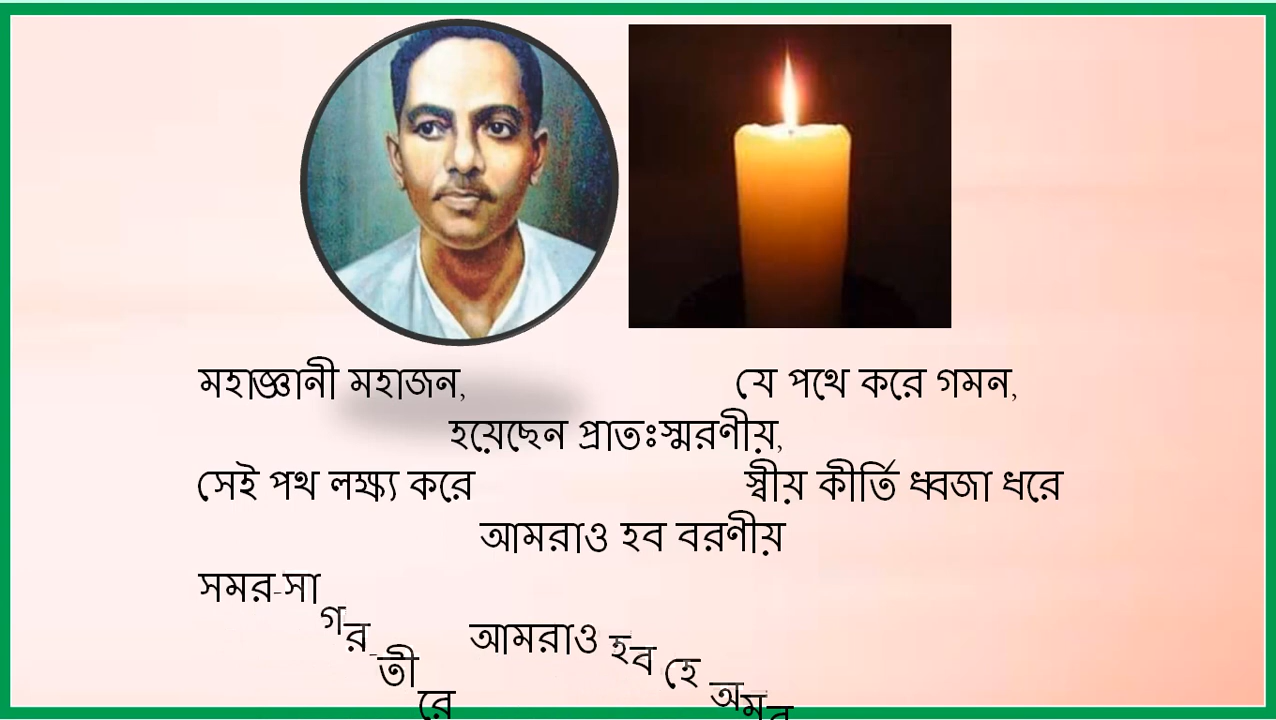 মহাজ্ঞানী মহাজন, যে পথে করে গমন,
হয়েছেন প্রাতঃস্মরণীয়,
সেই পথ লক্ষ্য করে স্বীয় কীর্তি ধ্বজা ধরে
আমরাও হব বরণীয়
সমর-সাগর-তীরে আমরাও হব হে অমর